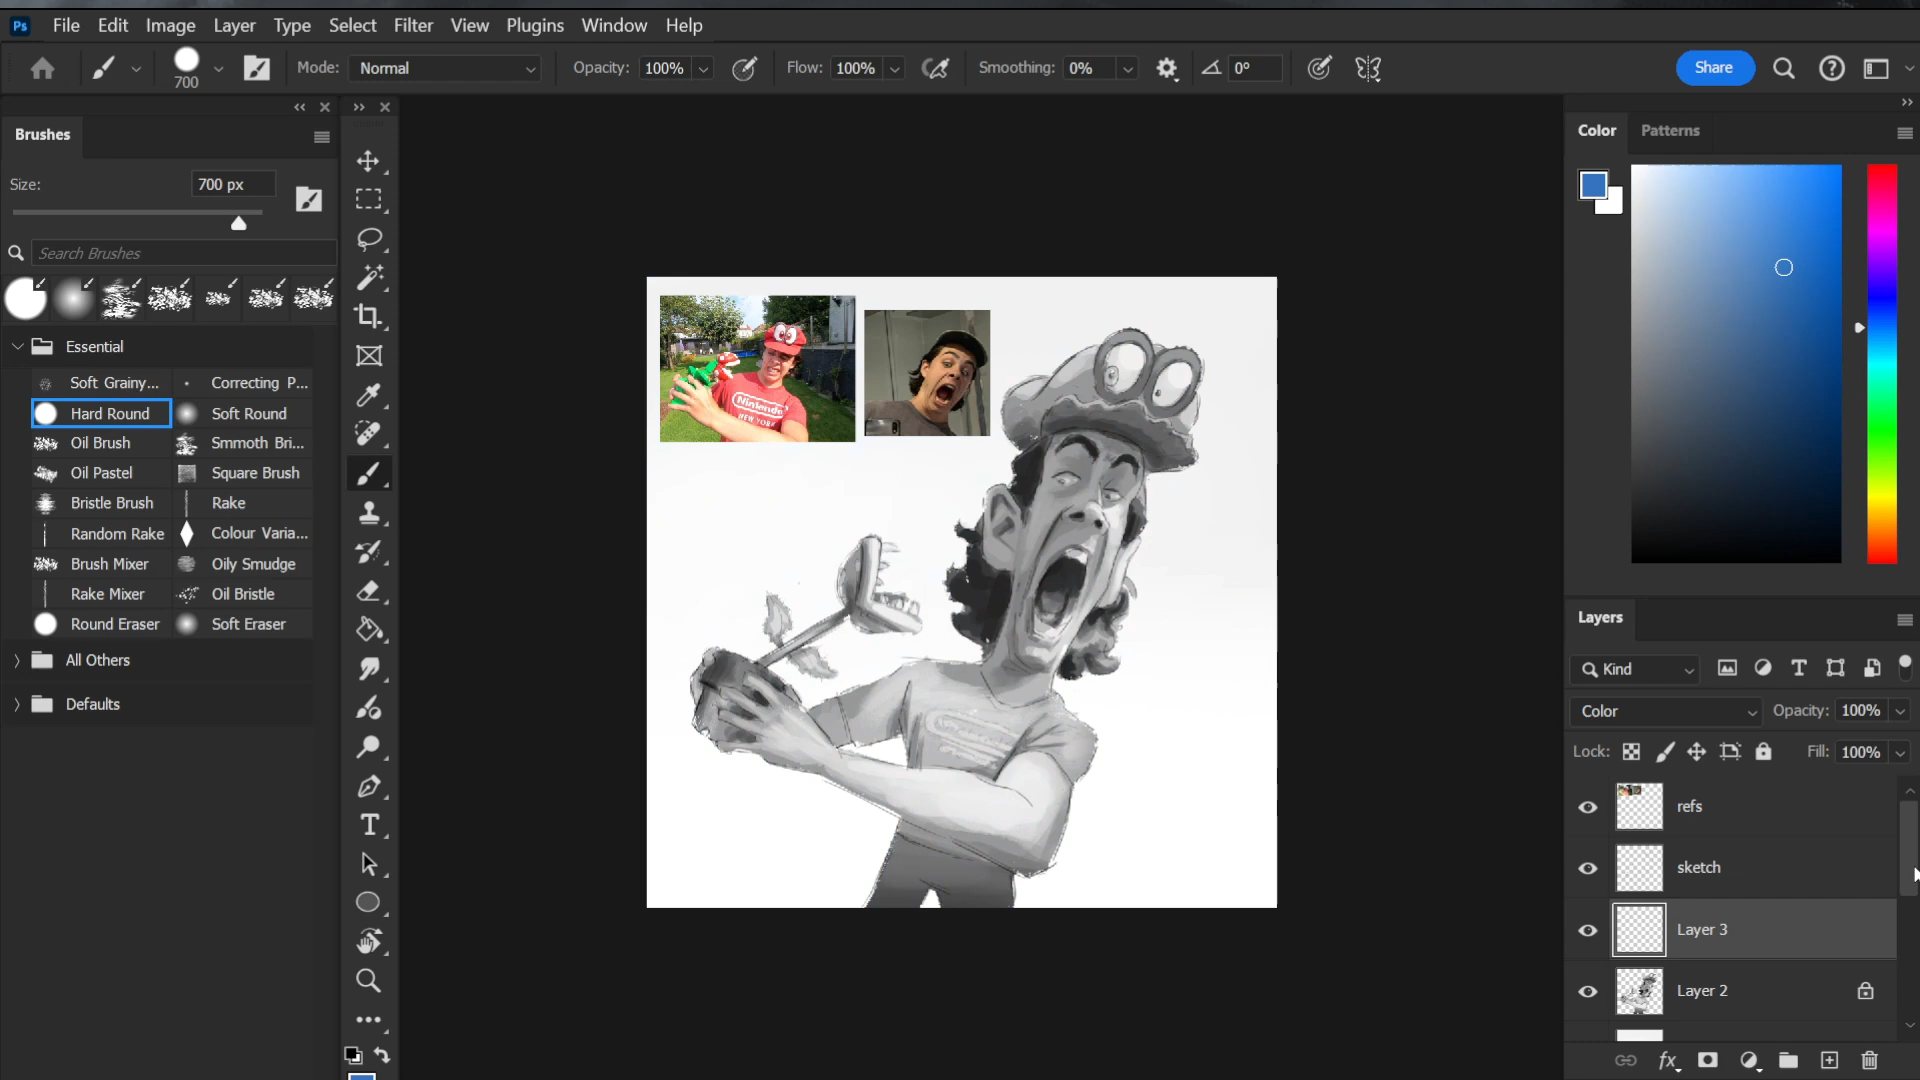 Ps File Edit Image Layer Type Select Filter View Plugins Window Help
700 Mode: Normal Opacity: 100% Flow: 100% Smoothing: 0% 0° Share
Brushes
Size: 700 px
Search Brushes
Essential
Soft Grainy... Correcting P...
Hard Round Soft Round
Oil Brush Smmoth Bri...
Oil Pastel Square Brush
Bristle Brush Rake
Random Rake Colour Varia...
Brush Mixer Oily Smudge
Rake Mixer Oil Bristle
Round Eraser Soft Eraser
All Others
Defaults
Nintendo
NEW YORK
Color Patterns
Layers
Kind
Color Opacity: 100%
Lock: Fill: 100%
refs
sketch
Layer 3
Layer 2
fx